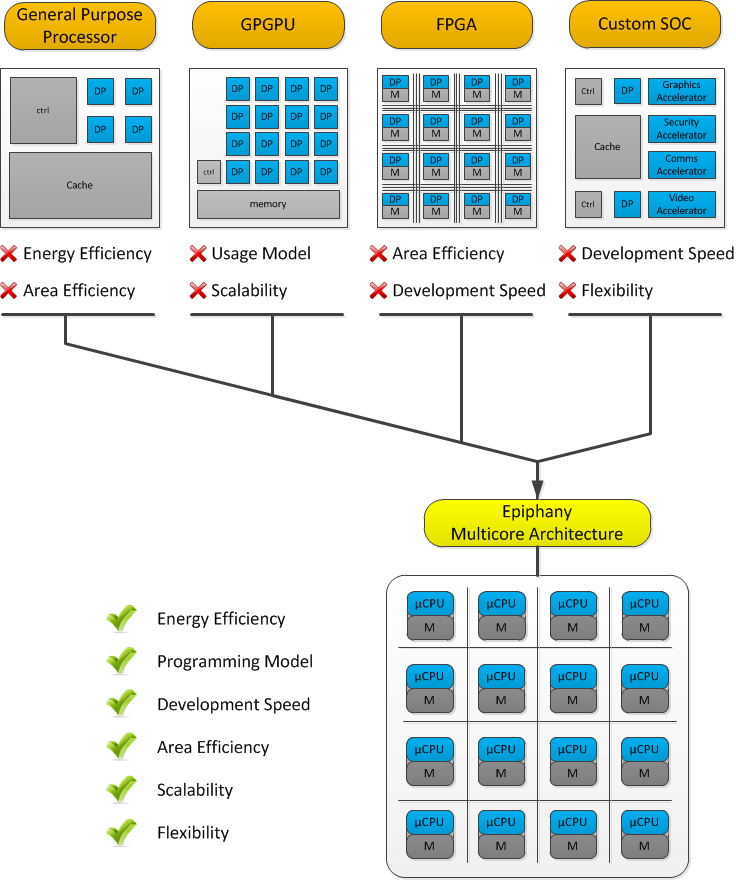 General Purpose
Processor
GPGPU
FPGA
Custom SOC
ctrl
DP DP
DP DP
Cache
DP DP DP DP
DP DP DP DP
DP DP DP DP
ctrl DP DP DP DP
memory
DP DP DP DP
M M M M
DP DP DP DP
M M M M
DP DP DP DP
M M M M
DP DP DP DP
M M M M
Ctrl DP Graphics
Accelerator
Security
Accelerator
Cache
Comms
Accelerator
Ctrl DP Video
Accelerator
Energy Efficiency
Area Efficiency
Usage Model
Scalability
Area Efficiency
Development Speed
Development Speed
Flexibility
Epiphany
Multicore Architecture
Energy Efficiency
Programming Model
Development Speed
Area Efficiency
Scalability
Flexibility
µCPU µCPU µCPU µCPU
M M M M
µCPU µCPU µCPU µCPU
M M M M
µCPU µCPU µCPU µCPU
M M M M
µCPU µCPU µCPU µCPU
M M M M